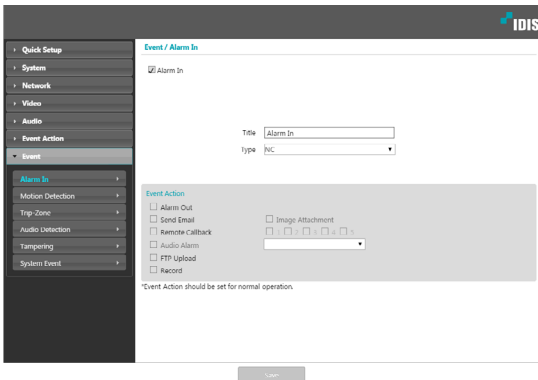 IDIS
Quick Setup
System
Network
Video
Audio
Event Action
Event
Alarm In
Motion Detection
Trip-Zone
Audio Detection
Tampering
System Event
Event / Alarm In
Alarm In
Title Alarm In
Type NC
Event Action
Alarm Out
Send Email Image Attachment
Remote Callback 1 2 3 4 5
Audio Alarm
FTP Upload
Record
*Event Action should be set for normal operation.
Save